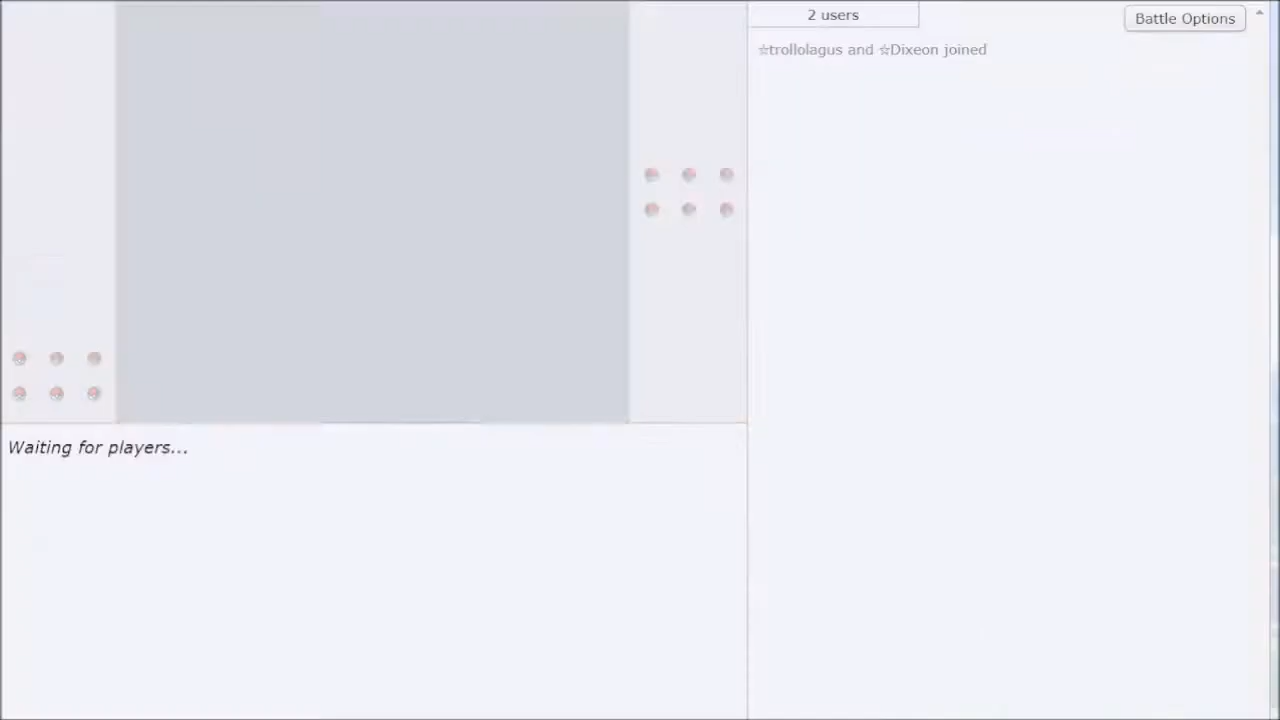 2 users
Battle Options
☆trollolagus and ☆Dixeon joined
Waiting for players...